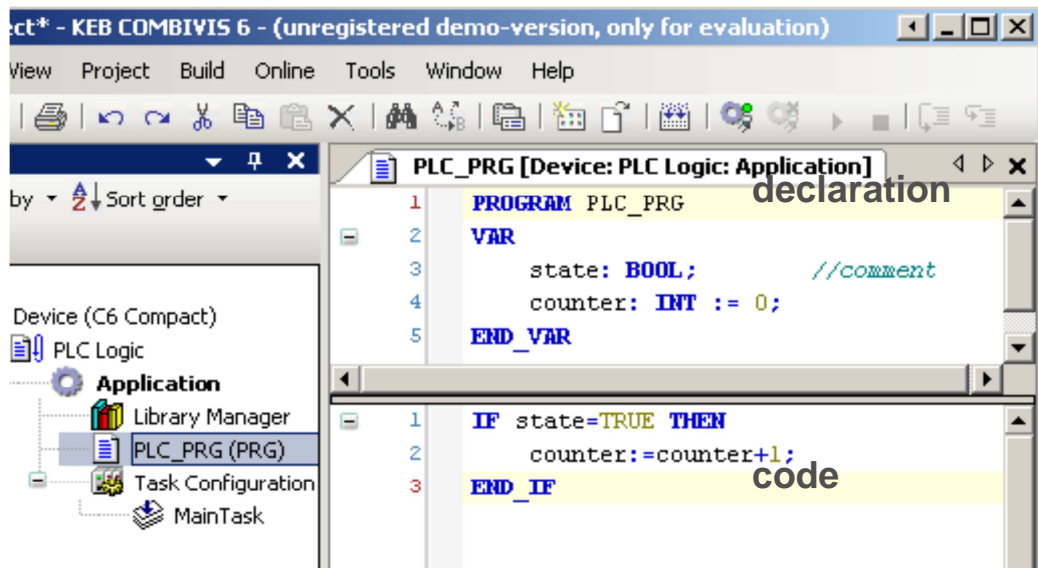 ect* - KEB COMBIVIS 6 - (unregistered demo-version, only for evaluation)
View Project Build Online Tools Window Help
by Sort order
Device (C6 Compact)
PLC Logic
Application
Library Manager
PLC_PRG (PRG)
Task Configuration
MainTask
PLC_PRG [Device: PLC Logic: Application]
declaration
1 PROGRAM PLC_PRG
2 VAR
3 state: BOOL; //comment
4 counter: INT := 0;
5 END_VAR
1 IF state=TRUE THEN
2 counter:=counter+1;
code
3 END_IF